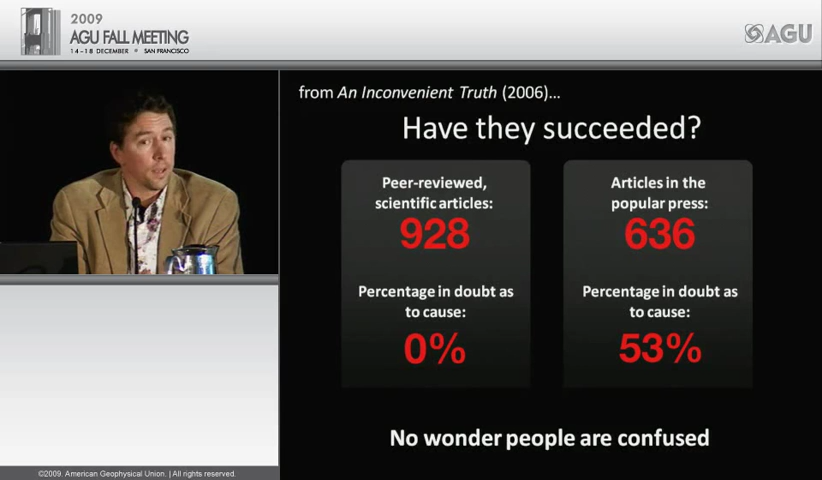 2009
AGU FALL MEETING
14 - 18 DECEMBER • SAN FRANCISCO
AGU
from An Inconvenient Truth (2006)...
Have they succeeded?
Peer-reviewed,
scientific articles:
928
Percentage in doubt as
to cause:
0%
Articles in the
popular press:
636
Percentage in doubt as
to cause:
53%
No wonder people are confused
©2009. American Geophysical Union. | All rights reserved.